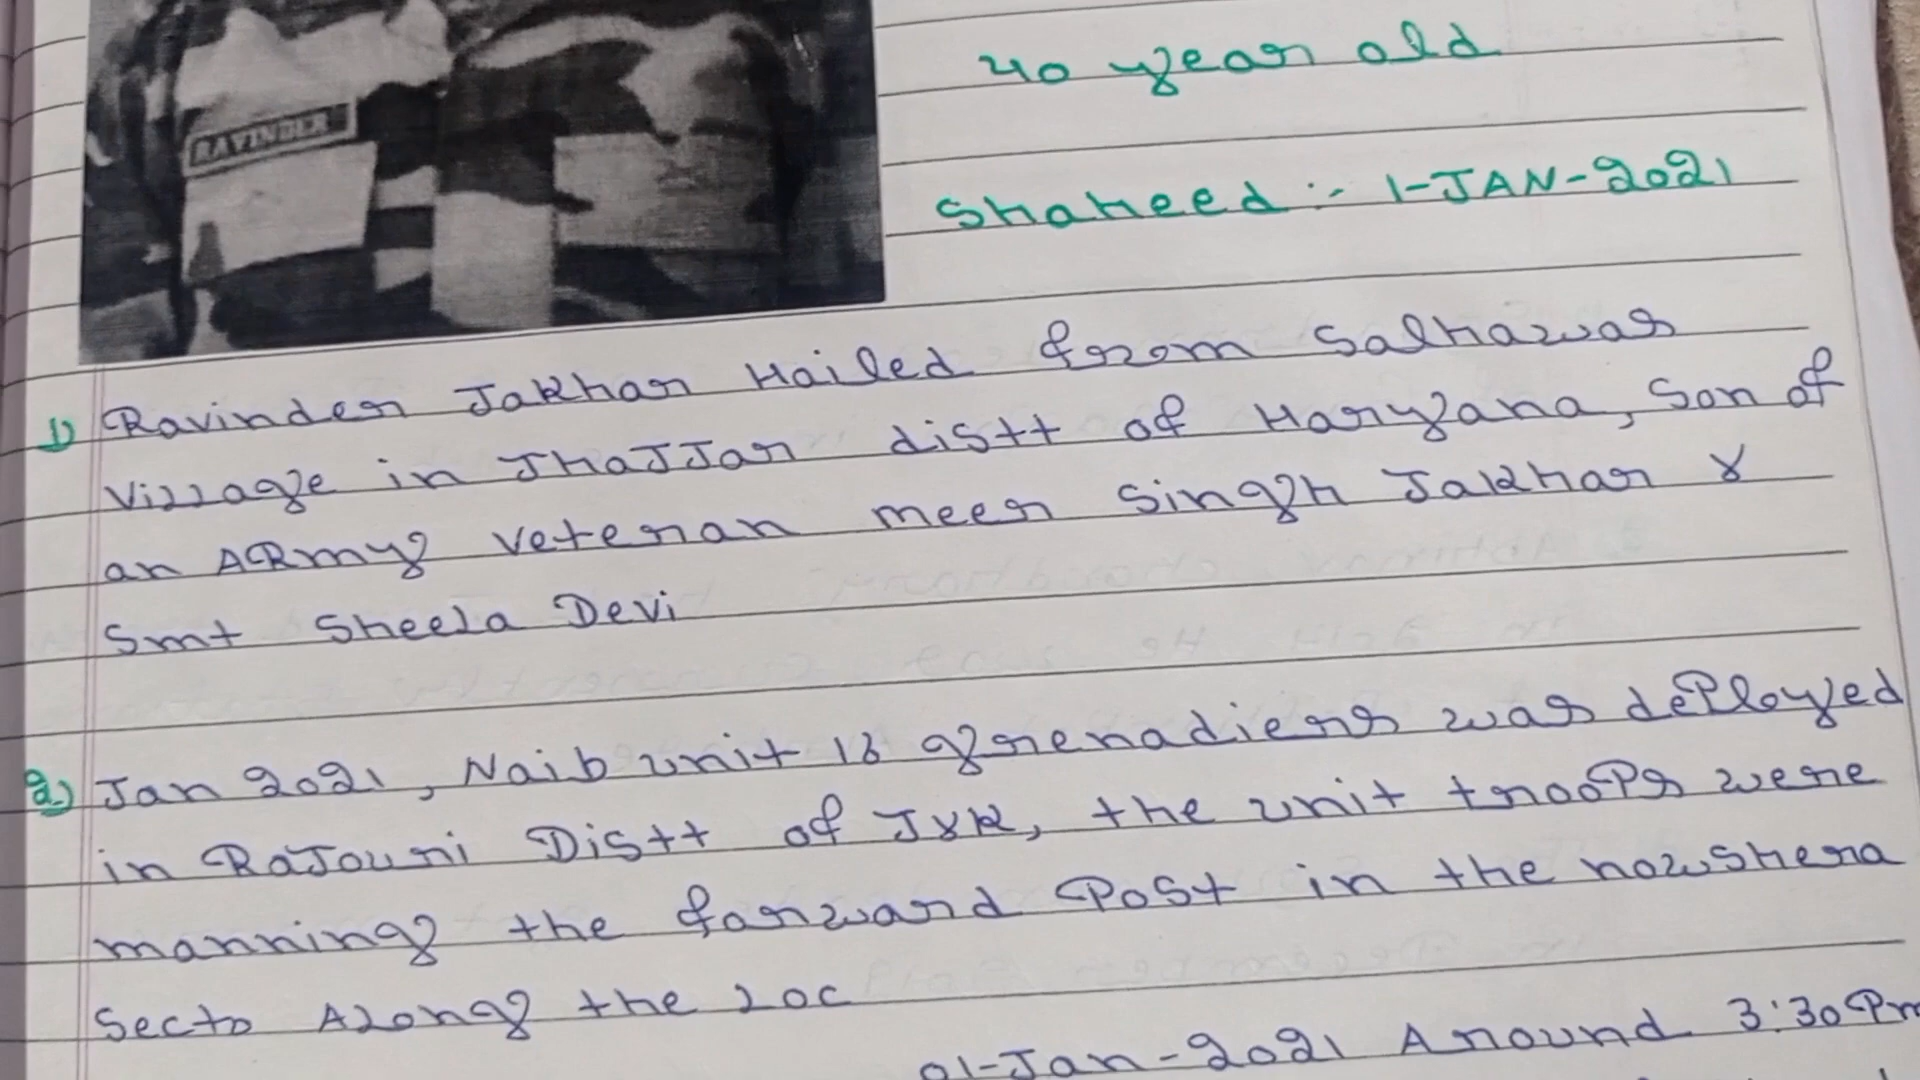 RAVINDER
40 year old
Shaheed :- 1-JAN-2021
1) Ravinder Jakhar Hailed from Salhawas
Village in JhaJJar distt of Haryana, Son of
an ARmy veteran meer Singh Jakhar &
Smt Sheela Devi
2) Jan 2021, Naib unit 16 grenadiers was dePloyed
in RaJouri Distt of J&K, the unit trooPs were
manning the forward Post in the nowshera
Secto Along the LOC
01-Jan-2021 Around 3:30 Pm